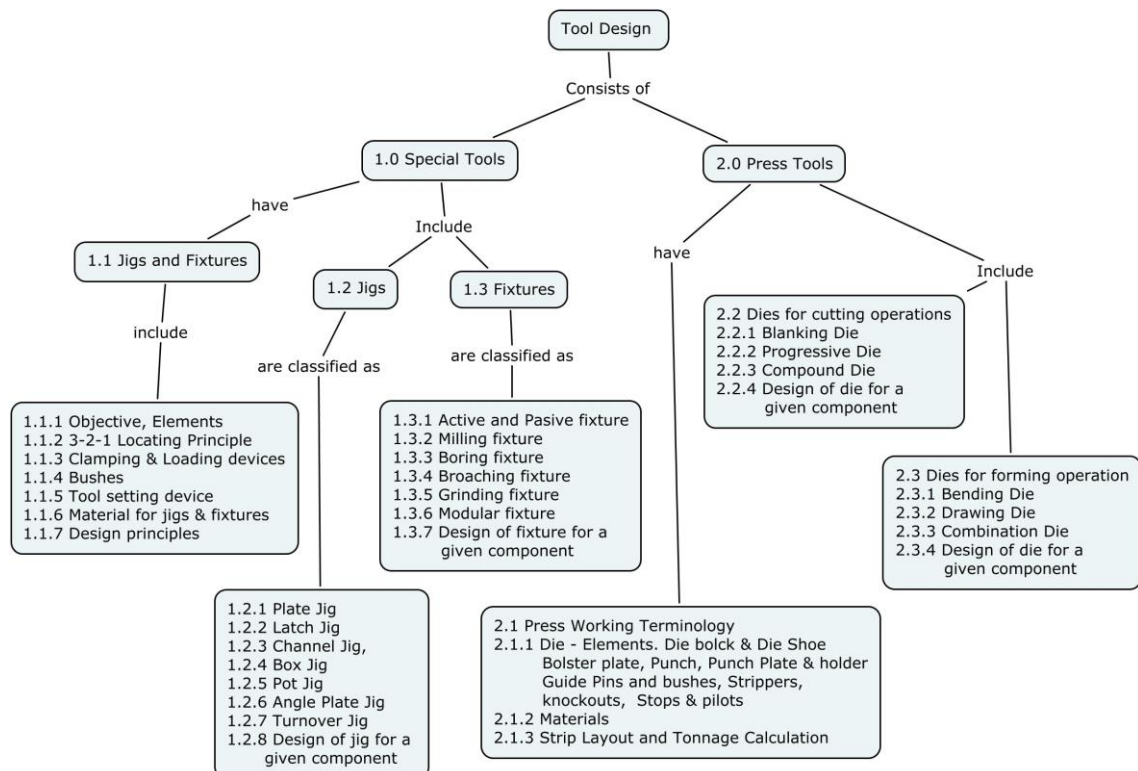 Tool Design
Consists of
1.0 Special Tools
2.0 Press Tools
have
Include
have
Include
1.1 Jigs and Fixtures
1.2 Jigs
1.3 Fixtures
include
are classified as
are classified as
2.2 Dies for cutting operations
2.2.1 Blanking Die
2.2.2 Progressive Die
2.2.3 Compound Die
2.2.4 Design of die for a
given component
1.1.1 Objective, Elements
1.1.2 3-2-1 Locating Principle
1.1.3 Clamping & Loading devices
1.1.4 Bushes
1.1.5 Tool setting device
1.1.6 Material for jigs & fixtures
1.1.7 Design principles
1.3.1 Active and Pasive fixture
1.3.2 Milling fixture
1.3.3 Boring fixture
1.3.4 Broaching fixture
1.3.5 Grinding fixture
1.3.6 Modular fixture
1.3.7 Design of fixture for a
given component
2.3 Dies for forming operation
2.3.1 Bending Die
2.3.2 Drawing Die
2.3.3 Combination Die
2.3.4 Design of die for a
given component
1.2.1 Plate Jig
1.2.2 Latch Jig
1.2.3 Channel Jig,
1.2.4 Box Jig
1.2.5 Pot Jig
1.2.6 Angle Plate Jig
1.2.7 Turnover Jig
1.2.8 Design of jig for a
given component
2.1 Press Working Terminology
2.1.1 Die - Elements. Die bolck & Die Shoe
Bolster plate, Punch, Punch Plate & holder
Guide Pins and bushes, Strippers,
knockouts, Stops & pilots
2.1.2 Materials
2.1.3 Strip Layout and Tonnage Calculation